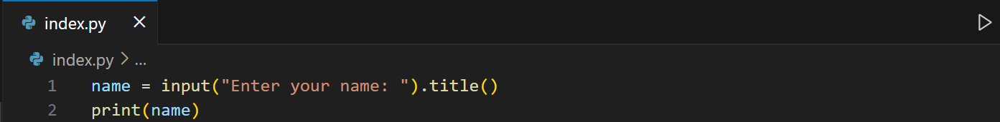 index.py
index.py > ...
1 name = input("Enter your name: ").title()
2 print(name)